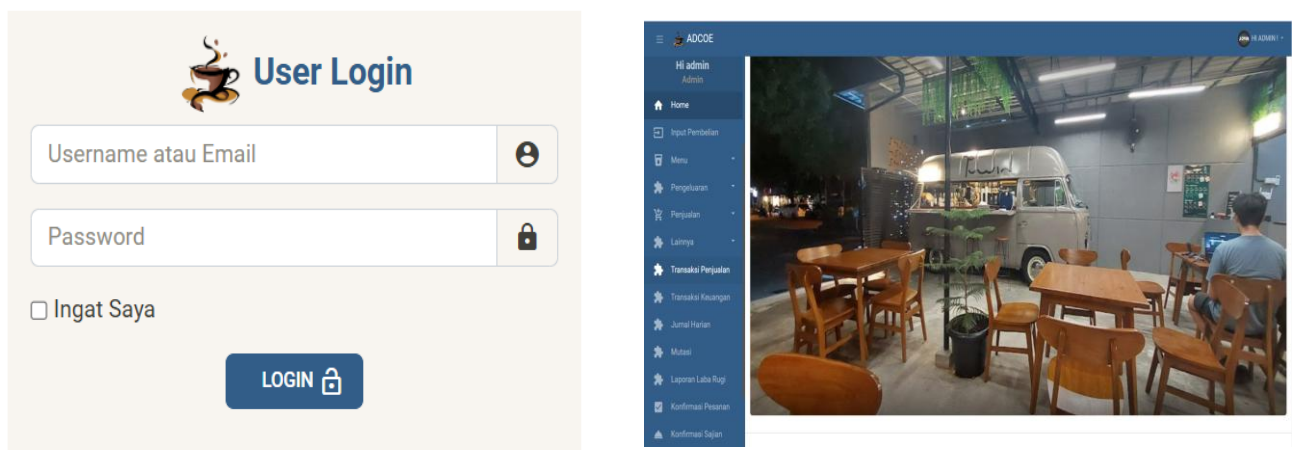 User Login
Username atau Email
Password
Ingat Saya
LOGIN
ADCOE
HI ADMIN !
Hi admin
Admin
Home
Input Pembelian
Menu
Pengeluaran
Penjualan
Lainnya
Transaksi Penjualan
Transaksi Keuangan
Jurnal Harian
Mutasi
Laporan Laba Rugi
Konfirmasi Pesanan
Konfirmasi Sajian